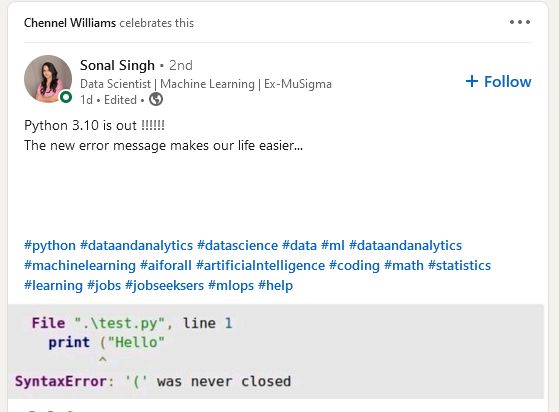 Chennel Williams celebrates this
Sonal Singh • 2nd
Data Scientist | Machine Learning | Ex-MuSigma
1d • Edited •
+ Follow
Python 3.10 is out !!!!!!
The new error message makes our life easier...
#python #dataandanalytics #datascience #data #ml #dataandanalytics
#machinelearning #aiforall #artificialntelligence #coding #math #statistics
#learning #jobs #jobseeksers #mlops #help
File ".\test.py", line 1
print ("Hello"
^
SyntaxError: '(' was never closed